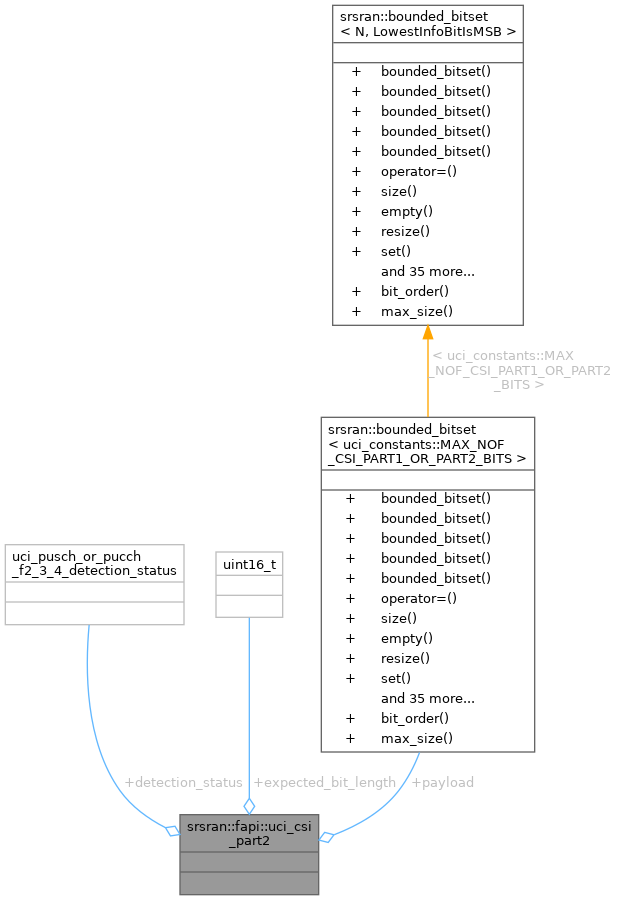 srsran::bounded_bitset
< N, LowestInfoBitIsMSB >
+ bounded_bitset()
+ bounded_bitset()
+ bounded_bitset()
+ bounded_bitset()
+ bounded_bitset()
+ operator=()
+ size()
+ empty()
+ resize()
+ set()
and 35 more...
+ bit_order()
+ max_size()
< uci_constants::MAX
_NOF_CSI_PART1_OR_PART2
_BITS >
srsran::bounded_bitset
< uci_constants::MAX_NOF
_CSI_PART1_OR_PART2_BITS >
+ bounded_bitset()
+ bounded_bitset()
+ bounded_bitset()
+ bounded_bitset()
+ bounded_bitset()
+ operator=()
+ size()
+ empty()
+ resize()
+ set()
and 35 more...
+ bit_order()
+ max_size()
uci_pusch_or_pucch
_f2_3_4_detection_status
uint16_t
+detection_status
+expected_bit_length
+payload
srsran::fapi::uci_csi
_part2